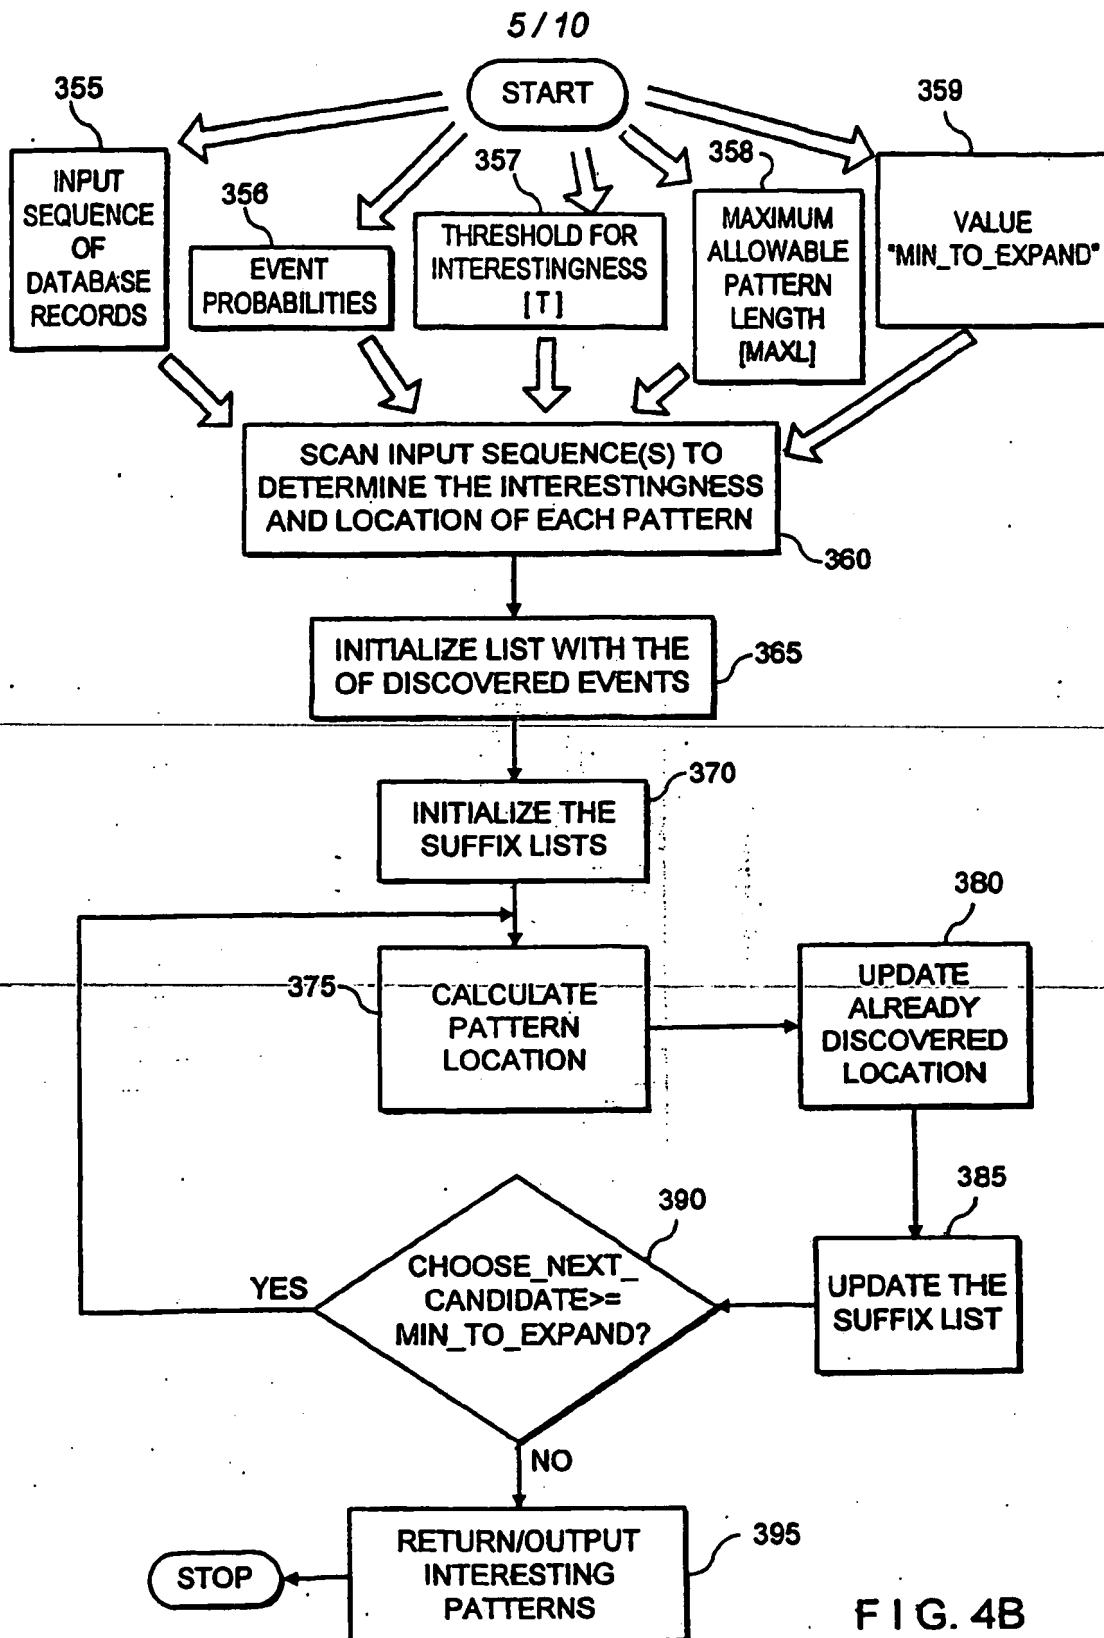 5/10
START
355
INPUT
SEQUENCE
OF
DATABASE
RECORDS
356
EVENT
PROBABILITIES
357
THRESHOLD FOR
INTERESTINGNESS
[T]
358
MAXIMUM
ALLOWABLE
PATTERN
LENGTH
[MAXL]
359
VALUE
"MIN_TO_EXPAND"
SCAN INPUT SEQUENCE(S) TO
DETERMINE THE INTERESTINGNESS
AND LOCATION OF EACH PATTERN
360
INITIALIZE LIST WITH THE
OF DISCOVERED EVENTS
365
370
INITIALIZE THE
SUFFIX LISTS
375
CALCULATE
PATTERN
LOCATION
380
UPDATE
ALREADY
DISCOVERED
LOCATION
385
UPDATE THE
SUFFIX LIST
390
CHOOSE_NEXT_
CANDIDATE>=
MIN_TO_EXPAND?
YES
NO
RETURN/OUTPUT
INTERESTING
PATTERNS
395
STOP
FIG. 4B